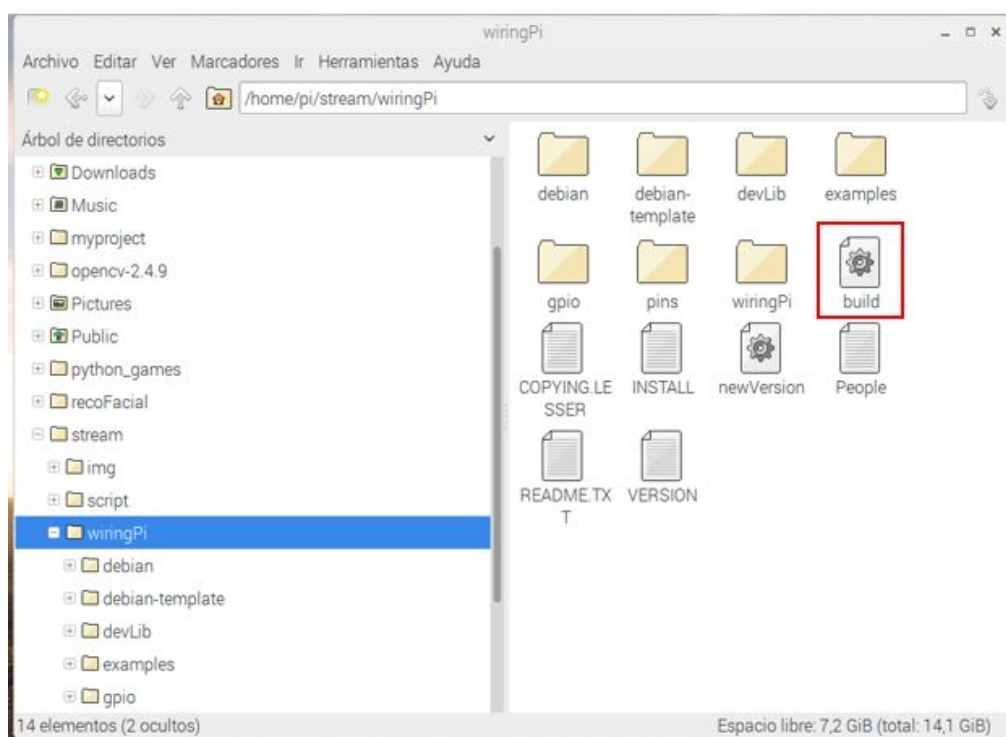 wiringPi
Archivo Editar Ver Marcadores Ir Herramientas Ayuda
/home/pi/stream/wiringPi
Árbol de directorios
Downloads
Music
myproject
opencv-2.4.9
Pictures
Public
python_games
recoFacial
stream
img
script
wiringPi
debian
debian-template
devLib
examples
gpio
debian
debian-
template
devLib
examples
gpio
pins
wiringPi
build
COPYING.LE
SSER
INSTALL
newVersion
People
README.TX
T
VERSION
14 elementos (2 ocultos)
Espacio libre: 7,2 GiB (total: 14,1 GiB)